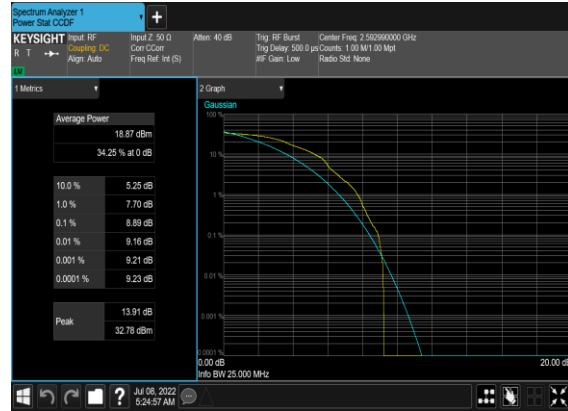 Spectrum Analyzer 1
Power Stat CCDF
KEYSIGHT
R T
LXI
Input: RF
Coupling: DC
Align: Auto
Input Z: 50 Ω
Corr CCorr
Freq Ref: Int (S)
Atten: 40 dB
Trig: RF Burst
Trig Delay: 500.0 µs
#IF Gain: Low
Center Freq: 2.592990000 GHz
Counts: 1.00 M/1.00 Mpt
Radio Std: None
1 Metrics
Average Power
18.87 dBm
34.25 % at 0 dB
10.0 % 5.25 dB
1.0 % 7.70 dB
0.1 % 8.89 dB
0.01 % 9.16 dB
0.001 % 9.21 dB
0.0001 % 9.23 dB
Peak
13.91 dB
32.78 dBm
2 Graph
Gaussian
100 %
10 %
1 %
0.1 %
0.01 %
0.001 %
0.0001 %
0.00 dB 20.00 dB
Info BW 25.000 MHz
Jul 08, 2022
5:24:57 AM